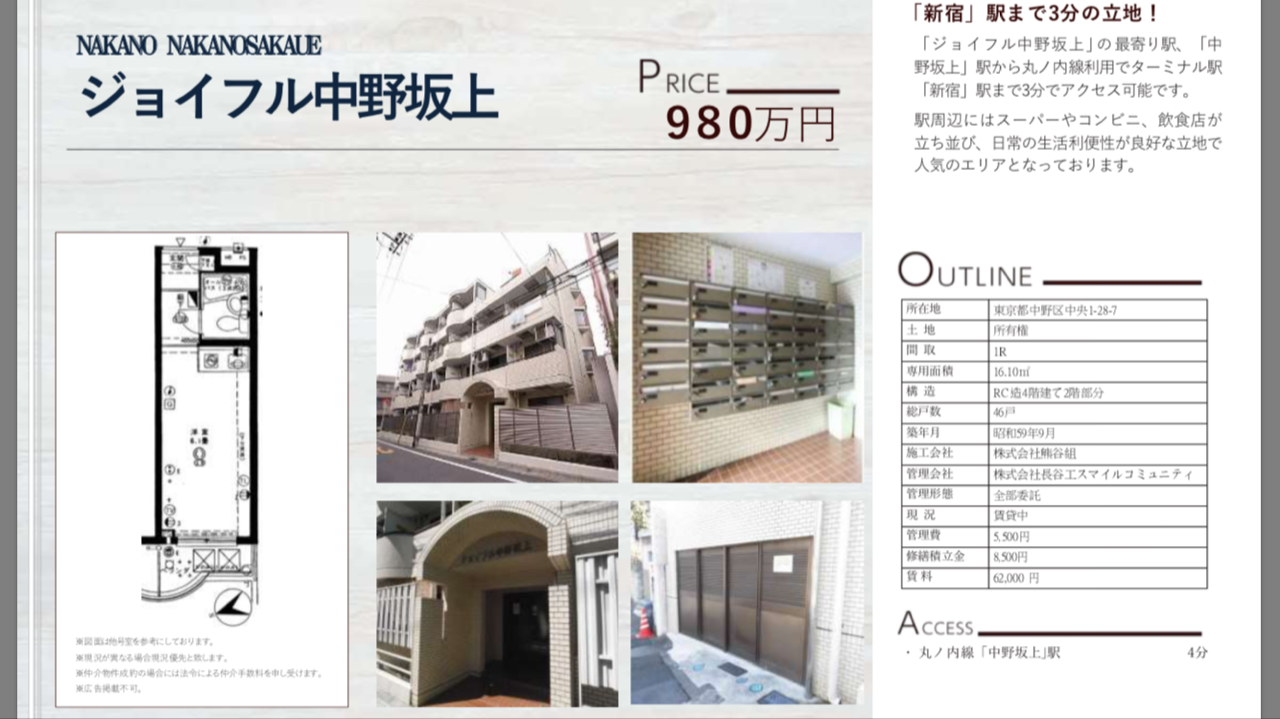 NAKANO NAKANOSAKAUE
ジョイフル中野坂上
PRICE
980万円
「新宿」駅まで3分の立地！
「ジョイフル中野坂上」の最寄り駅、「中
野坂上」駅から丸ノ内線利用でターミナル駅
「新宿」駅まで3分でアクセス可能です。
駅周辺にはスーパーやコンビニ、飲食店が
立ち並び、日常の生活利便性が良好な立地で
人気のエリアとなっております。
玄関
洋室
6.1畳
※図面は他号室を参考にしております。
※現況が異なる場合現況優先と致します。
※仲介物件成約の場合には法令による仲介手数料を申し受けます。
※広告掲載不可。
ジョイフル中野坂上
OUTLINE
所在地 東京都中野区中央1-28-7
土 地 所有権
間 取 1R
専用面積 16.10㎡
構 造 RC造4階建て2階部分
総戸数 46戸
築年月 昭和59年9月
施工会社 株式会社熊谷組
管理会社 株式会社長谷工スマイルコミュニティ
管理形態 全部委託
現 況 賃貸中
管理費 5,500円
修繕積立金 8,500円
賃 料 62,000 円
ACCESS
・ 丸ノ内線「中野坂上」駅 4分